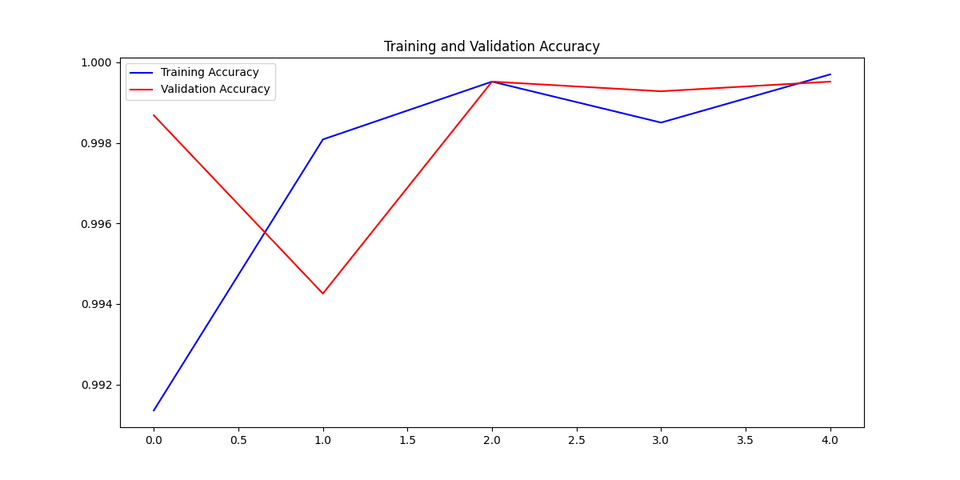 Training and Validation Accuracy
Training Accuracy
Validation Accuracy
1.000
0.998
0.996
0.994
0.992
0.0 0.5 1.0 1.5 2.0 2.5 3.0 3.5 4.0